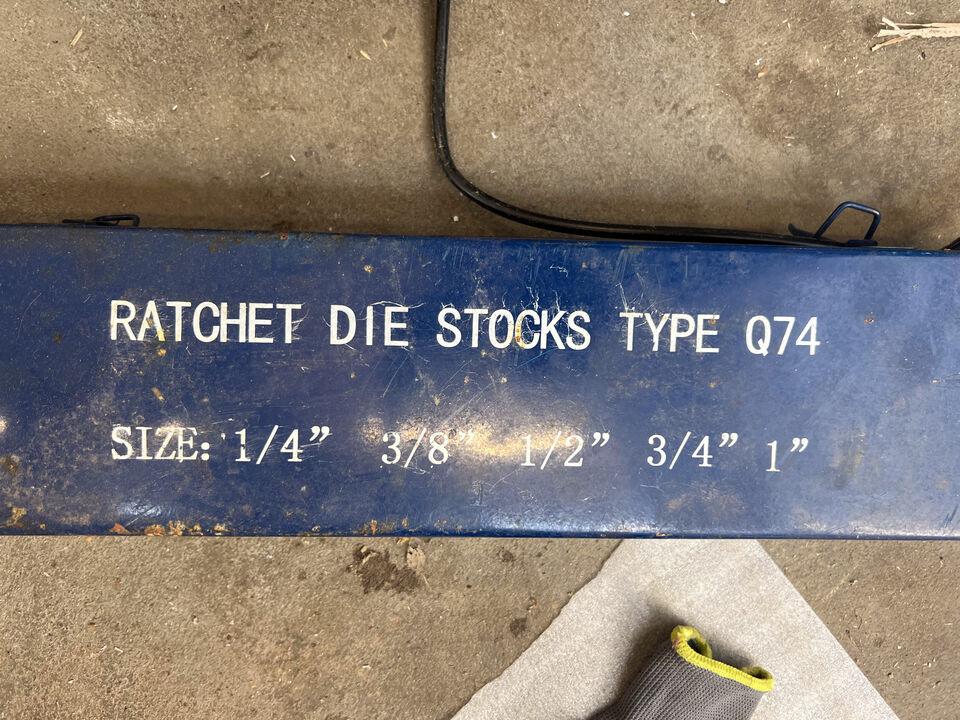 RATCHET DIE STOCKS TYPE Q74
SIZE: 1/4” 3/8” 1/2” 3/4” 1”